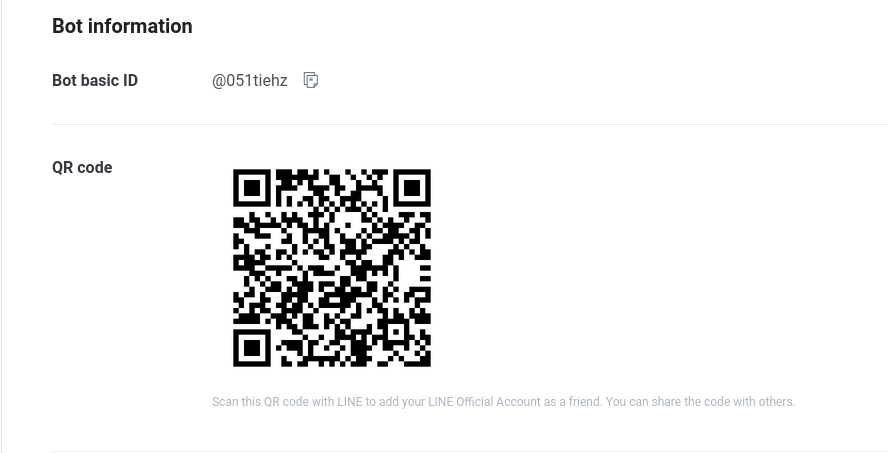 Bot information
Bot basic ID @051tiehz
QR code
Scan this QR code with LINE to add your LINE Official Account as a friend. You can share the code with others.